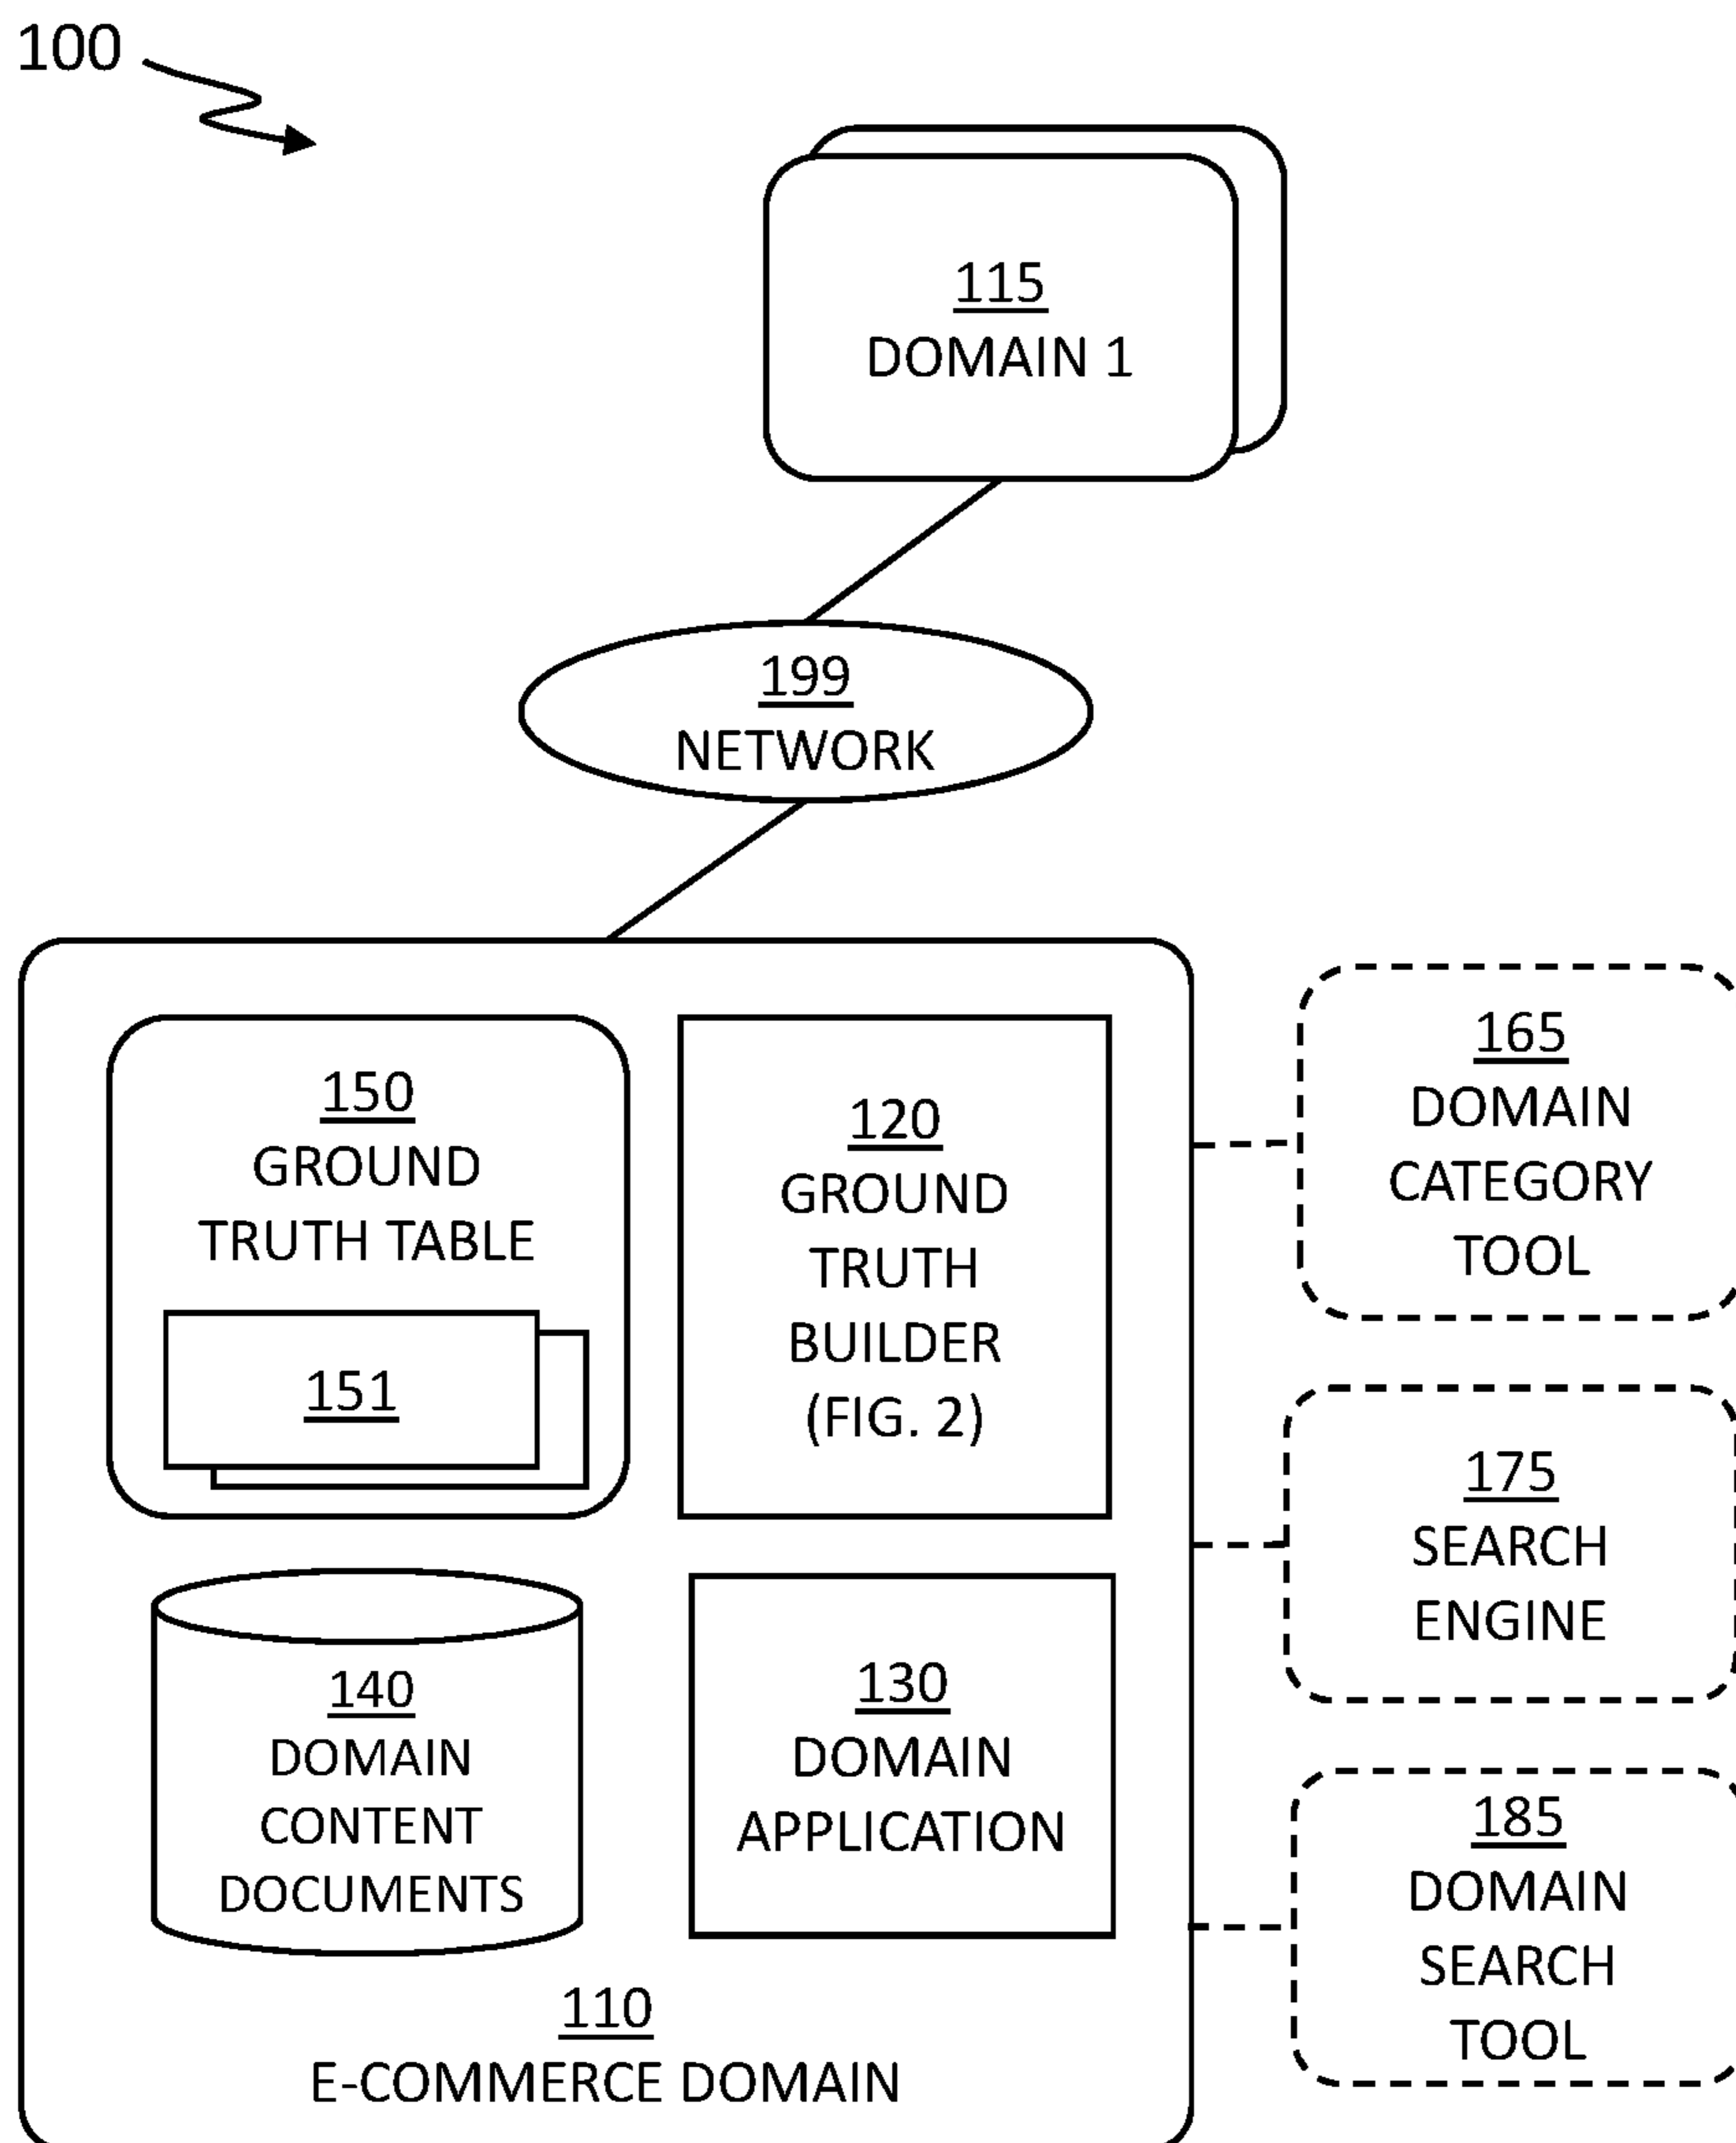 100
115
DOMAIN 1
199
NETWORK
150
GROUND
TRUTH TABLE
151
120
GROUND
TRUTH
BUILDER
(FIG. 2)
140
DOMAIN
CONTENT
DOCUMENTS
130
DOMAIN
APPLICATION
110
E-COMMERCE DOMAIN
165
DOMAIN
CATEGORY
TOOL
175
SEARCH
ENGINE
185
DOMAIN
SEARCH
TOOL